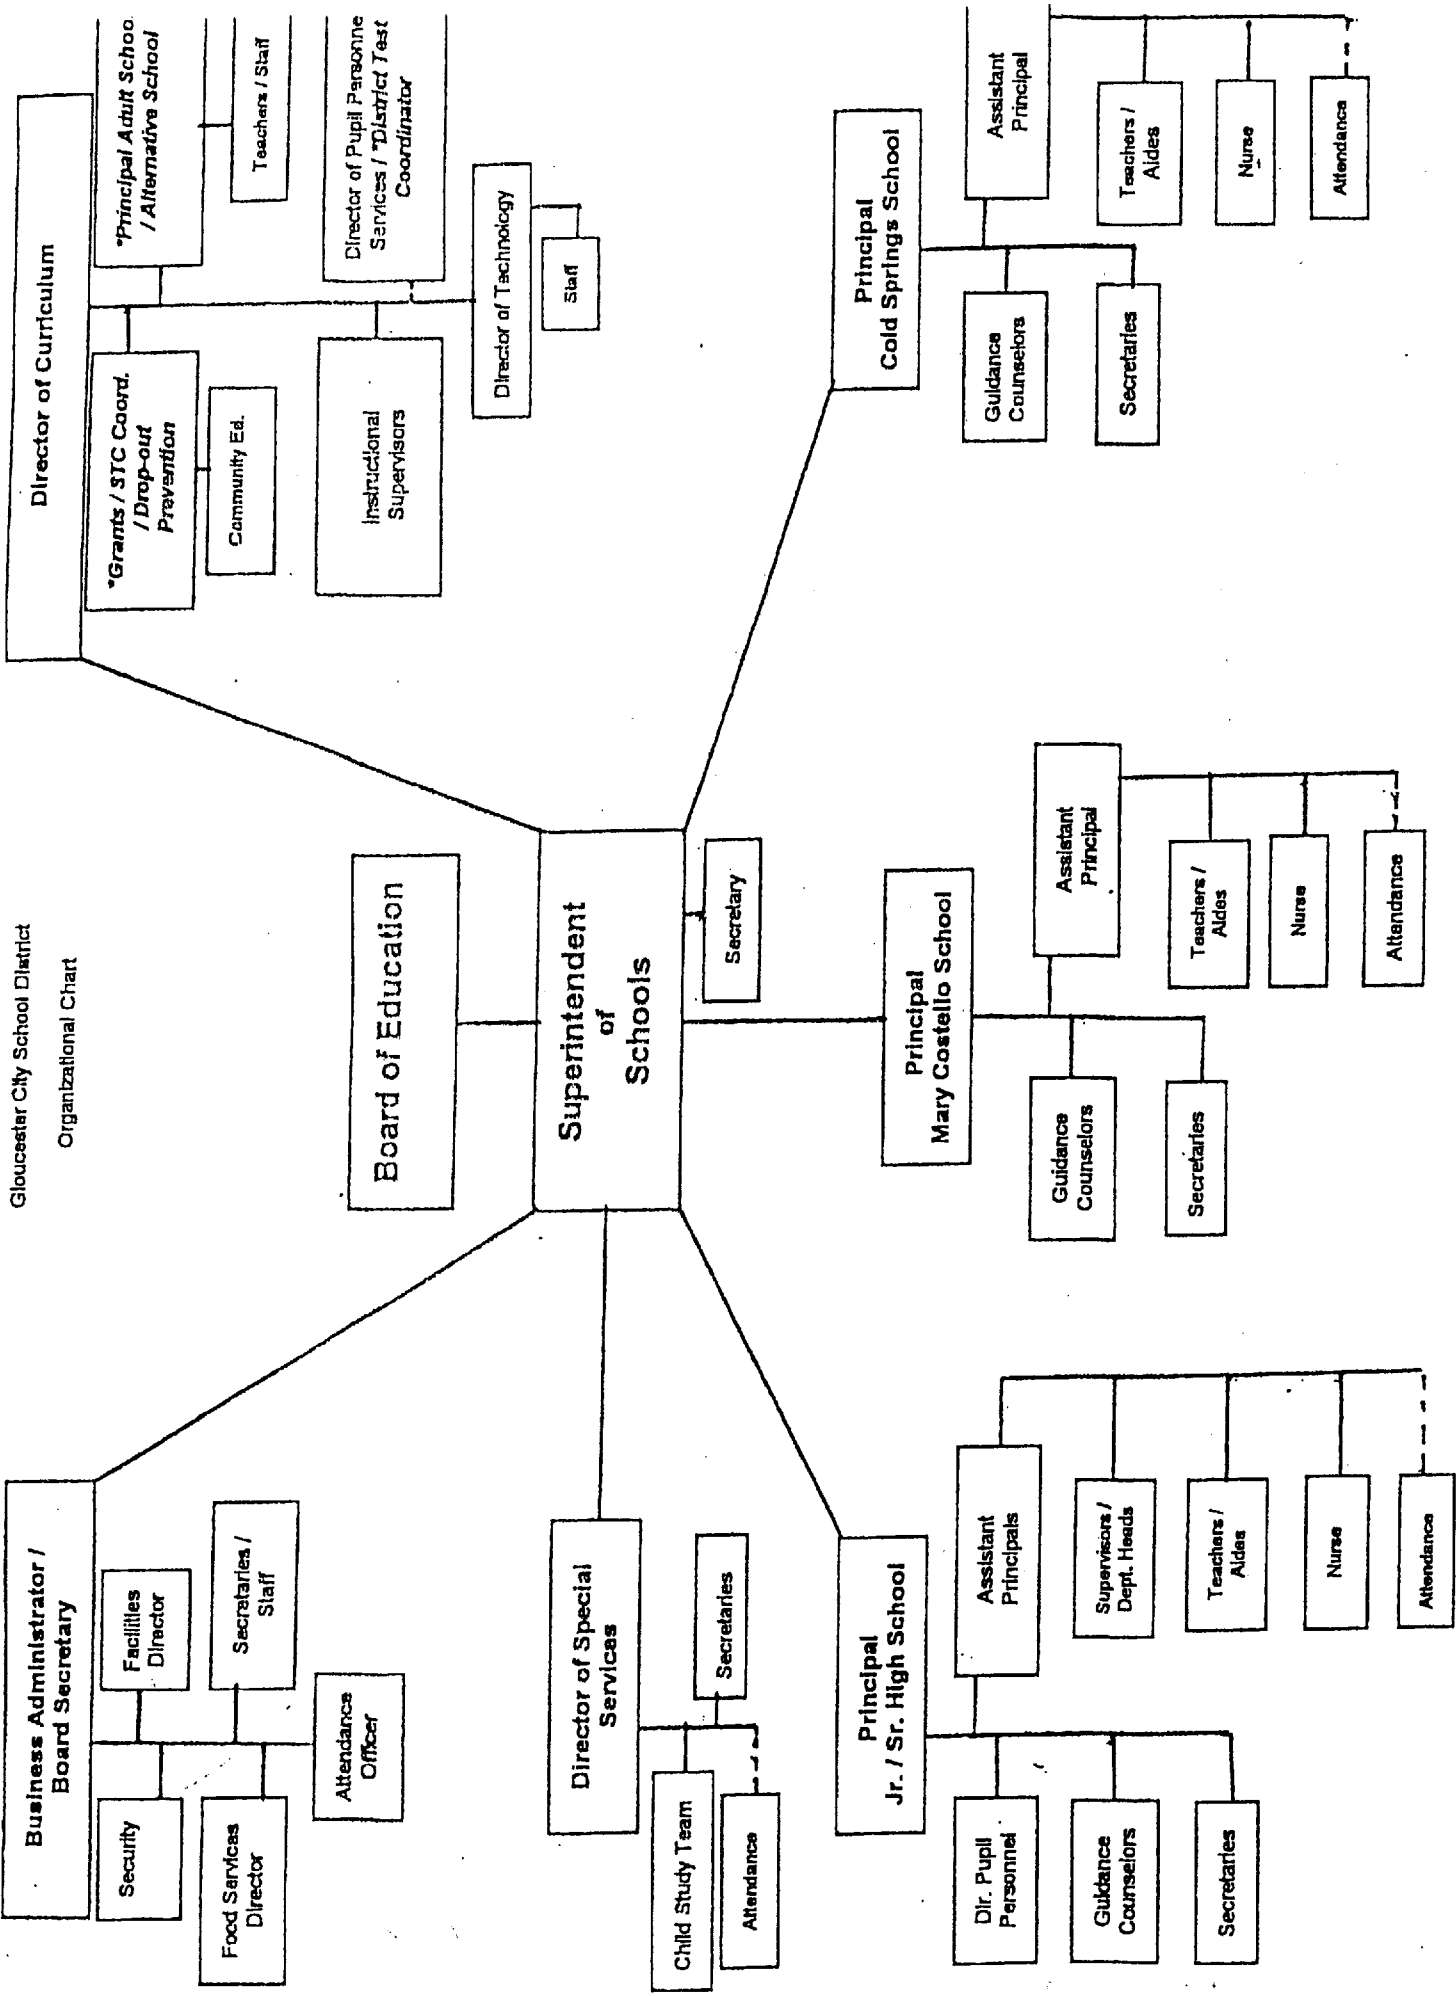 Gloucester City School District
Organizational Chart
Business Administrator /
Board Secretary
Security
Facilities
Director
Food Services
Director
Secretaries /
Staff
Attendance
Officer
Board of Education
Director of Curriculum
*Grants / STC Coord.
/ Drop-out
Prevention
Community Ed.
*Principal Adult School
/ Alternative School
Teachers / Staff
Instructional
Supervisors
Director of Pupil Personne
Services / *District Test
Coordinator
Director of Technology
Staff
Superintendent
of
Schools
Secretary
Director of Special
Services
Child Study Team
Secretaries
Attendance
Principal
Jr. / Sr. High School
Dir. Pupil
Personnel
Guidance
Counselors
Secretaries
Assistant
Principals
Supervisors /
Dept. Heads
Teachers /
Aides
Nurse
Attendance
Principal
Mary Costello School
Guidance
Counselors
Secretaries
Assistant
Principal
Teachers /
Aides
Nurse
Attendance
Principal
Cold Springs School
Guidance
Counselors
Secretaries
Assistant
Principal
Teachers /
Aides
Nurse
Attendance